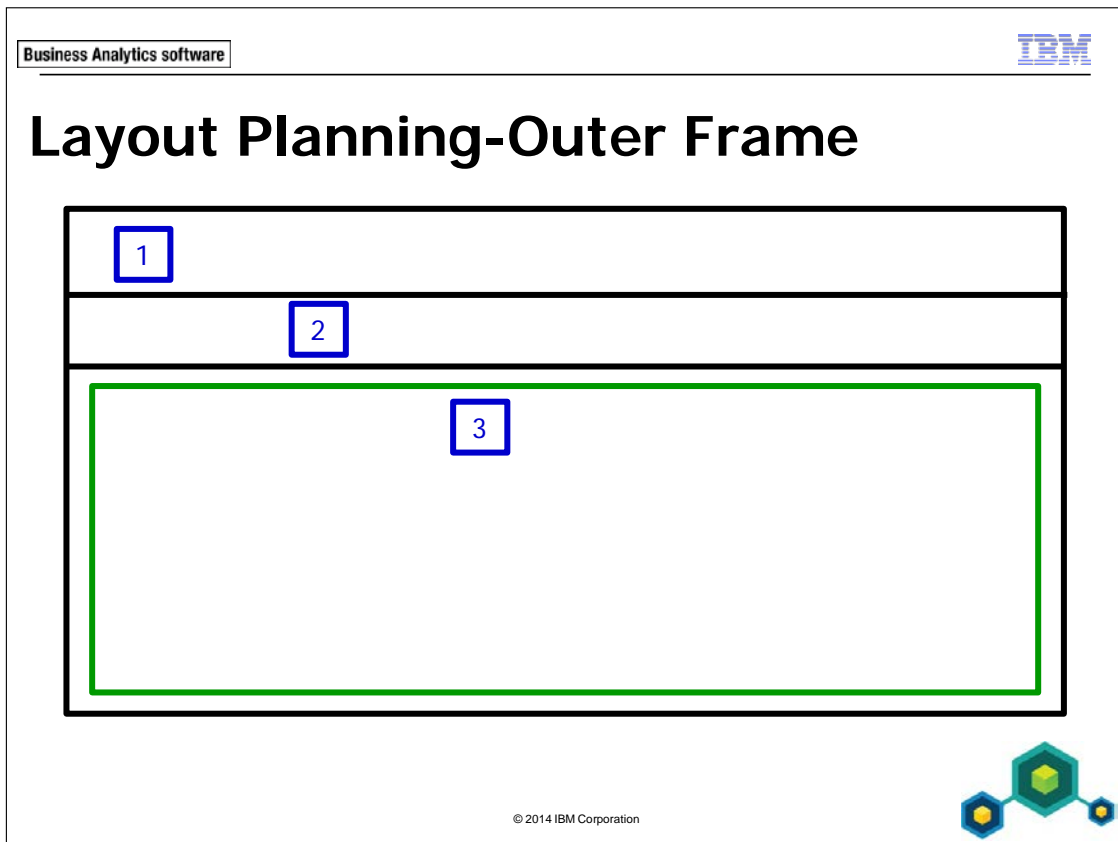 Business Analytics software
IBM
Layout Planning-Outer Frame
1
2
3
© 2014 IBM Corporation